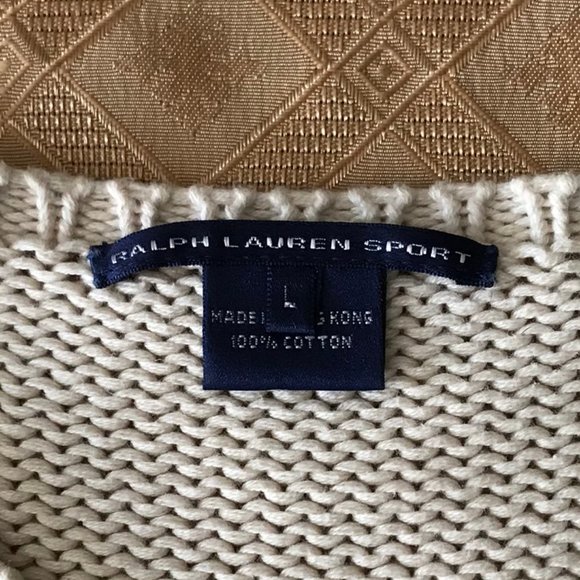 RALPH LAUREN SPORT
L
MADE KONG
100% COTTON